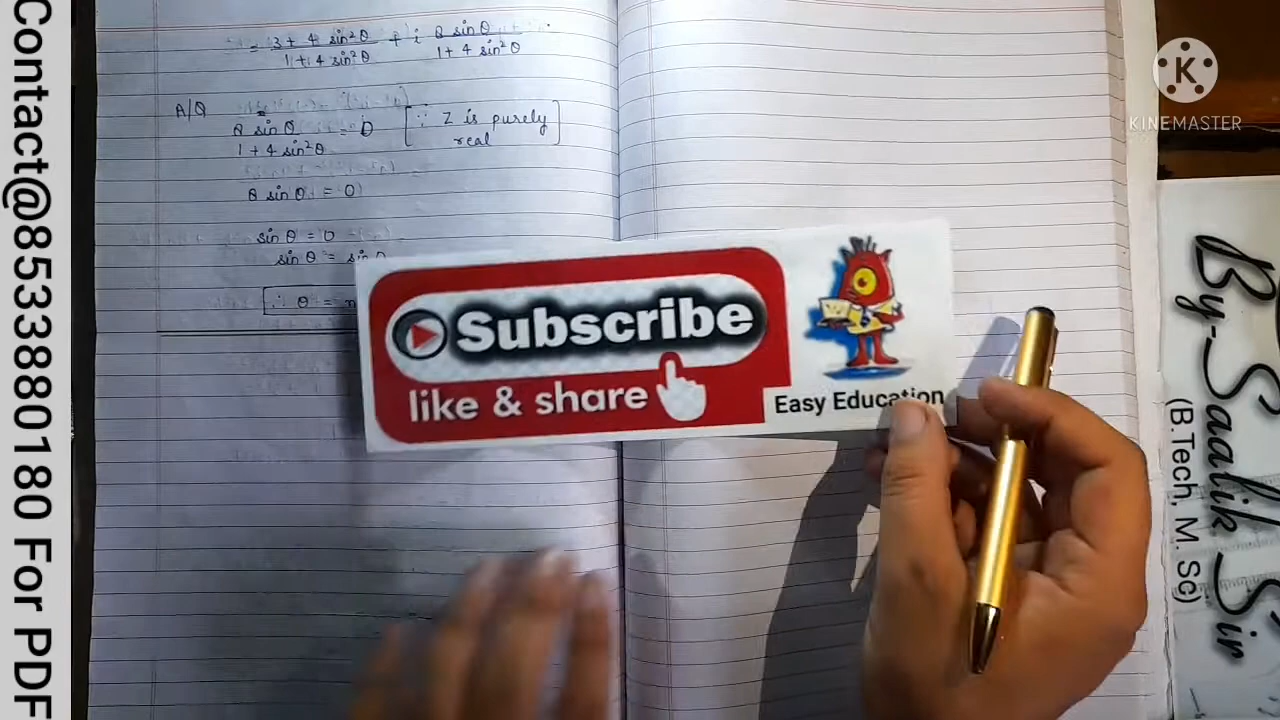 = 3 + 4 sin²θ / 1 + 4 sin²θ + i 8 sin θ / 1 + 4 sin²θ
A/Q
8 sin θ / 1 + 4 sin²θ = 0 [∵ Z is purely real]
8 sin θ = 0
sin θ = 0
sin θ = sin
∴ θ = n
Subscribe
like & share
Easy Education
Contact@8533880180 For PDF
KINEMASTER
By-Saalik Sir
(B.Tech, M. Sc)